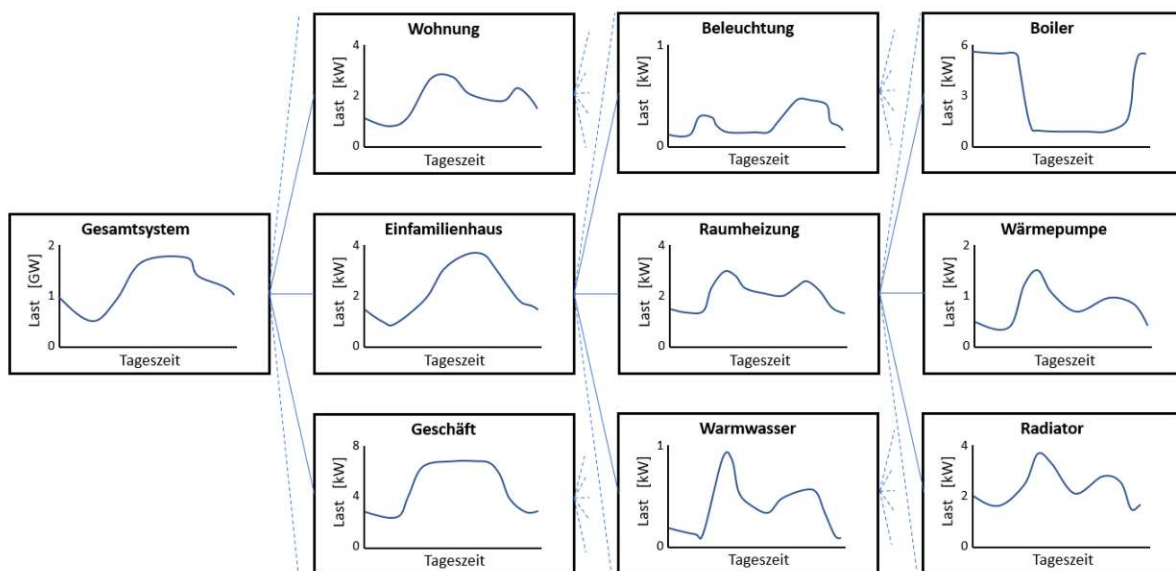 Wohnung
4
2
0
Last [kW]
Tageszeit
Beleuchtung
1
0
Last [kW]
Tageszeit
Boiler
6
3
0
Last [kW]
Tageszeit
Gesamtsystem
2
1
0
Last [GW]
Tageszeit
Einfamilienhaus
4
2
0
Last [kW]
Tageszeit
Raumheizung
4
2
0
Last [kW]
Tageszeit
Wärmepumpe
2
1
0
Last [kW]
Tageszeit
Geschäft
8
4
0
Last [kW]
Tageszeit
Warmwasser
1
0
Last [kW]
Tageszeit
Radiator
4
2
0
Last [kW]
Tageszeit